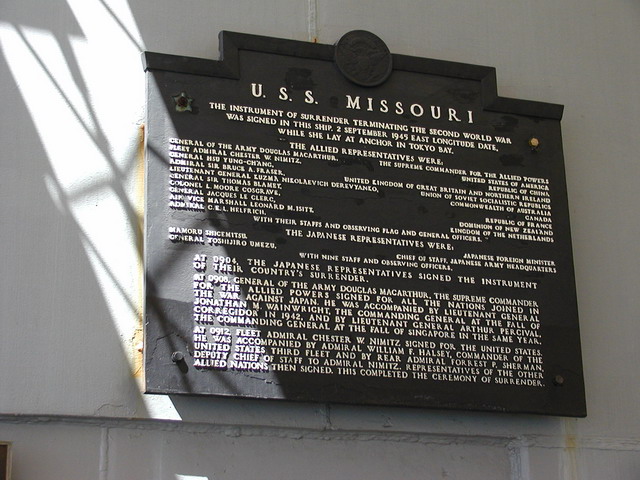 U. S. S. MISSOURI
THE INSTRUMENT OF SURRENDER TERMINATING THE SECOND WORLD WAR
WAS SIGNED IN THIS SHIP, 2 SEPTEMBER 1945 EAST LONGITUDE DATE,
WHILE SHE LAY AT ANCHOR IN TOKYO BAY.
THE ALLIED REPRESENTATIVES WERE:
GENERAL OF THE ARMY DOUGLAS MACARTHUR, THE SUPREME COMMANDER FOR THE ALLIED POWERS
FLEET ADMIRAL CHESTER W. NIMITZ, UNITED STATES OF AMERICA
GENERAL HSU YUNG-CHANG, REPUBLIC OF CHINA
ADMIRAL SIR BRUCE A. FRASER, UNITED KINGDOM OF GREAT BRITAIN AND NORTHERN IRELAND
LIEUTENANT GENERAL KUZMA NIKOLAEVICH DEREVYANKO, UNION OF SOVIET SOCIALISTIC REPUBLICS
GENERAL SIR THOMAS BLAMEY, COMMONWEALTH OF AUSTRALIA
COLONEL L. MOORE COSGRAVE, CANADA
GENERAL JACQUES LE CLERC, REPUBLIC OF FRANCE
AIR VICE MARSHALL LEONARD M. ISITT, DOMINION OF NEW ZEALAND
ADMIRAL C. E. L. HELFRICH, KINGDOM OF THE NETHERLANDS
WITH THEIR STAFFS AND OBSERVING FLAG AND GENERAL OFFICERS.
THE JAPANESE REPRESENTATIVES WERE:
MAMORU SHIGEMITSU, JAPANESE FOREIGN MINISTER
GENERAL YOSHIJIRO UMEZU, CHIEF OF STAFF, JAPANESE ARMY HEADQUARTERS
WITH NINE STAFF AND OBSERVING OFFICERS.
AT 0904, THE JAPANESE REPRESENTATIVES SIGNED THE INSTRUMENT
OF THEIR COUNTRY'S SURRENDER.
AT 0908, GENERAL OF THE ARMY DOUGLAS MACARTHUR, THE SUPREME COMMANDER
FOR THE ALLIED POWERS SIGNED FOR ALL THE NATIONS JOINED IN
THE WAR AGAINST JAPAN. HE WAS ACCOMPANIED BY LIEUTENANT GENERAL
JONATHAN M. WAINWRIGHT, THE COMMANDING GENERAL AT THE FALL OF
CORREGIDOR IN 1942, AND BY LIEUTENANT GENERAL ARTHUR PERCIVAL,
THE COMMANDING GENERAL AT THE FALL OF SINGAPORE IN THE SAME YEAR.
AT 0912, FLEET ADMIRAL CHESTER W. NIMITZ SIGNED FOR THE UNITED STATES.
HE WAS ACCOMPANIED BY ADMIRAL WILLIAM F. HALSEY, COMMANDER OF THE
UNITED STATES THIRD FLEET AND BY REAR ADMIRAL FORREST P. SHERMAN,
DEPUTY CHIEF OF STAFF TO ADMIRAL NIMITZ. REPRESENTATIVES OF THE OTHER
ALLIED NATIONS THEN SIGNED. THIS COMPLETED THE CEREMONY OF SURRENDER.